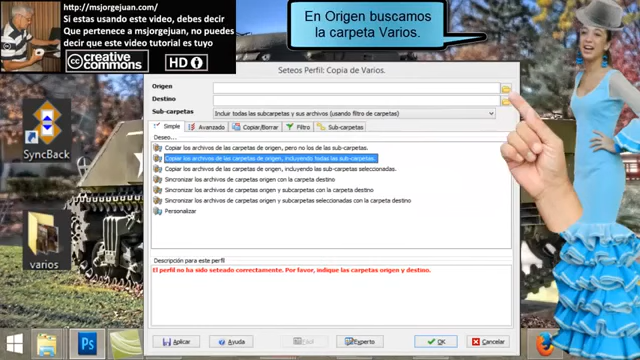 http://msjorgejuan.com/
Si estas usando este video, debes decir
Que pertenece a msjorgejuan, no puedes
decir que este video tutorial es tuyo
cc creative commons
HD
En Origen buscamos
la carpeta Varios.
Seteos Perfil: Copia de Varios.
Origen
Destino
Sub-carpetas
Incluir todas las subcarpetas y sus archivos (usando filtro de carpetas)
Simple
Avanzado
Copiar/Borrar
Filtro
Sub-carpetas
Deseo...
Copiar los archivos de las carpetas de origen, pero no los de las sub-carpetas.
Copiar los archivos de las carpetas de origen, incluyendo todas las sub-carpetas.
Copiar los archivos de las carpetas de origen, incluyendo las sub-carpetas seleccionadas.
Sincronizar los archivos de carpetas origen con la carpeta destino
Sincronizar los archivos de carpetas origen y subcarpetas con la carpeta destino
Sincronizar los archivos de carpetas origen y subcarpetas seleccionadas con la carpeta destino
Personalizar
Descripción para este perfil
El perfil no ha sido seteado correctamente. Por favor, indique las carpetas origen y destino.
Aplicar
Ayuda
Fácil
Experto
OK
Cancelar
SyncBack
varios
Ps